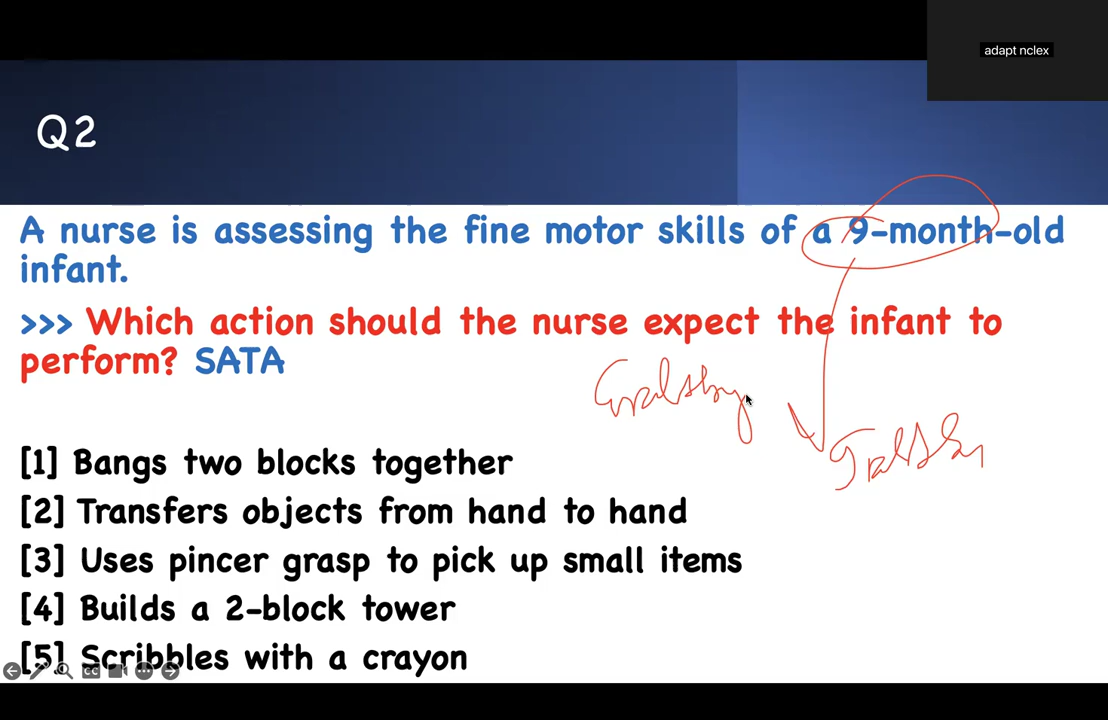 adapt nclex
Q2
A nurse is assessing the fine motor skills of a 9-month-old
infant.
>>> Which action should the nurse expect the infant to
perform? SATA
[1] Bangs two blocks together
[2] Transfers objects from hand to hand
[3] Uses pincer grasp to pick up small items
[4] Builds a 2-block tower
[5] Scribbles with a crayon